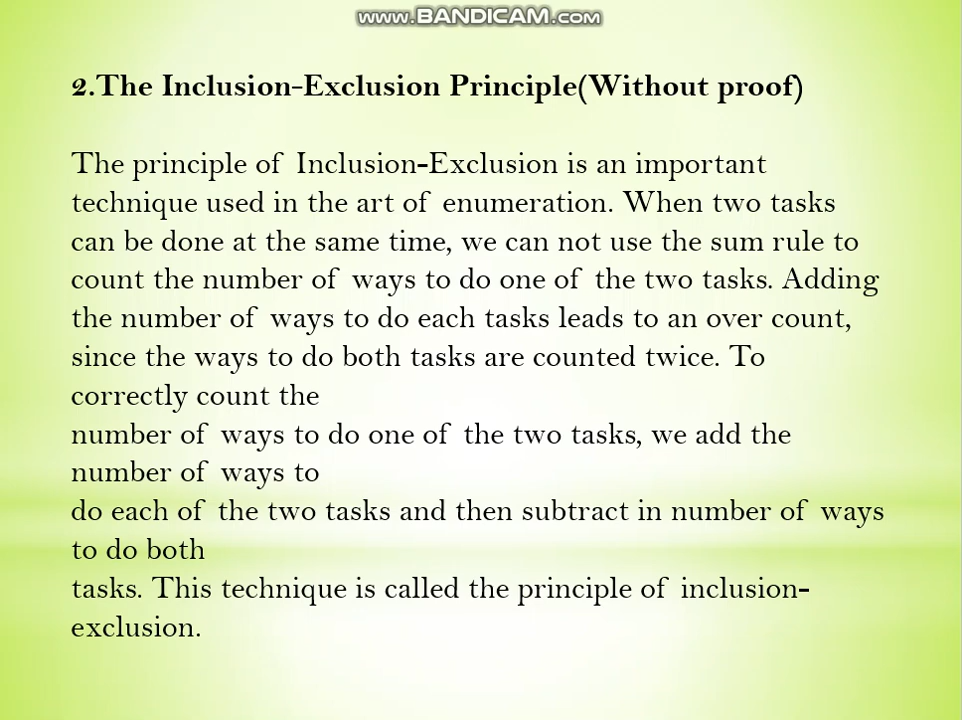 www.BANDICAM.com
2.The Inclusion-Exclusion Principle(Without proof)
The principle of Inclusion-Exclusion is an important
technique used in the art of enumeration. When two tasks
can be done at the same time, we can not use the sum rule to
count the number of ways to do one of the two tasks. Adding
the number of ways to do each tasks leads to an over count,
since the ways to do both tasks are counted twice. To
correctly count the
number of ways to do one of the two tasks, we add the
number of ways to
do each of the two tasks and then subtract in number of ways
to do both
tasks. This technique is called the principle of inclusion-
exclusion.